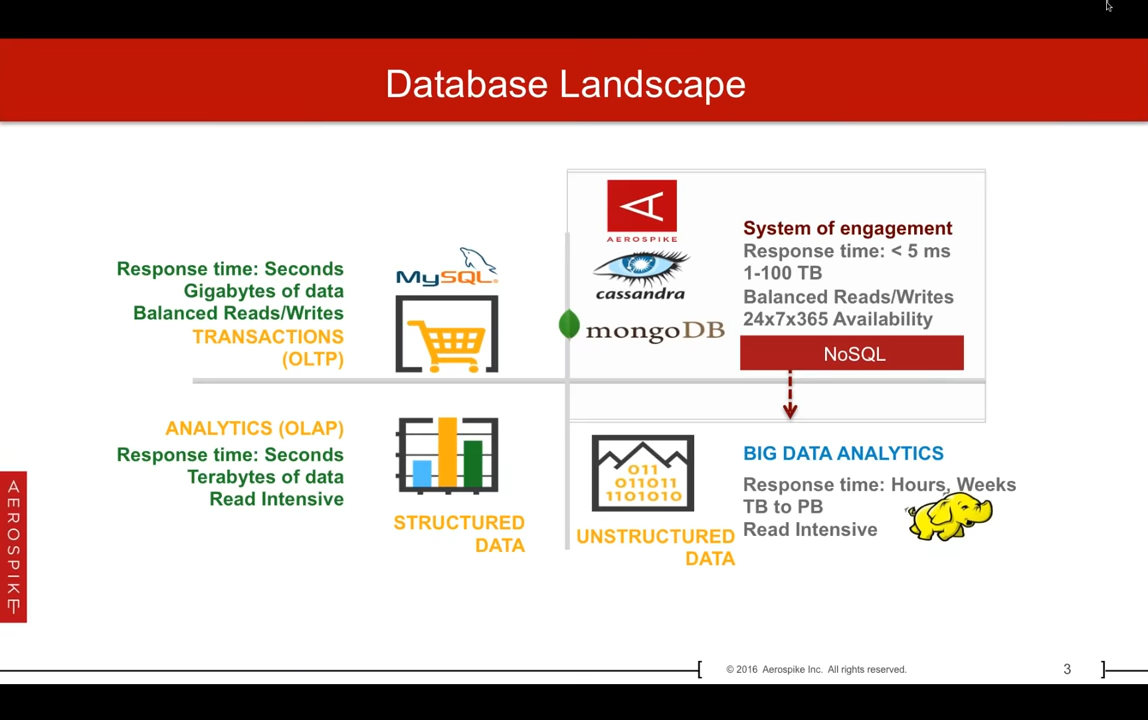 Database Landscape
Response time: Seconds
Gigabytes of data
Balanced Reads/Writes
TRANSACTIONS
(OLTP)
MySQL
AEROSPIKE
cassandra
mongoDB
System of engagement
Response time: < 5 ms
1-100 TB
Balanced Reads/Writes
24x7x365 Availability
NoSQL
ANALYTICS (OLAP)
Response time: Seconds
Terabytes of data
Read Intensive
STRUCTURED
DATA
011
011011
1101010
UNSTRUCTURED
DATA
BIG DATA ANALYTICS
Response time: Hours, Weeks
TB to PB
Read Intensive
AEROSPIKE
© 2016 Aerospike Inc. All rights reserved.
3